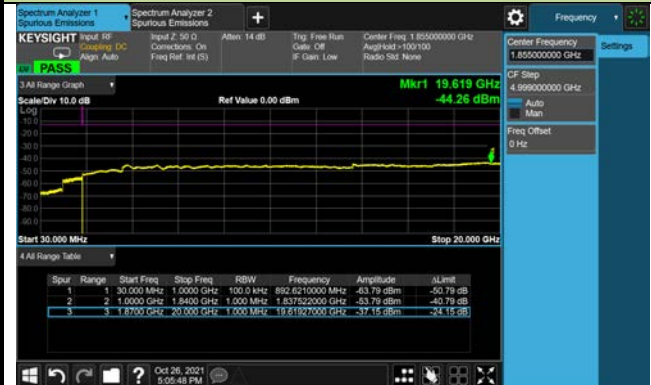 Spectrum Analyzer 1
Spurious Emissions
Spectrum Analyzer 2
Spurious Emissions
+
Frequency
KEYSIGHT
Input: RF
Coupling: DC
Align: Auto
Input Z: 50 Ω
Corrections: On
Freq Ref: Int (S)
Atten: 14 dB
Trig: Free Run
Gate: Off
IF Gain: Low
Center Freq: 1.855000000 GHz
Avg|Hold:>100/100
Radio Std: None
PASS
Center Frequency
1.855000000 GHz
Settings
CF Step
4.999000000 GHz
Auto
Man
Freq Offset
0 Hz
3 All Range Graph
Mkr1 19.619 GHz
Scale/Div 10.0 dB
Ref Value 0.00 dBm
-44.26 dBm
Log
-10.0
-20.0
-30.0
-40.0
-50.0
-60.0
-70.0
-80.0
-90.0
Start 30.000 MHz
Stop 20.000 GHz
4 All Range Table
Spur Range Start Freq Stop Freq RBW Frequency Amplitude ΔLimit
1 1 30.000 MHz 1.0000 GHz 100.0 kHz 892.6210000 MHz -63.79 dBm -50.79 dB
2 2 1.0000 GHz 1.8400 GHz 1.000 MHz 1.837522000 GHz -53.79 dBm -40.79 dB
3 3 1.8700 GHz 20.000 GHz 1.000 MHz 19.61927000 GHz -37.15 dBm -24.15 dB
?
Oct 26, 2021
5:05:48 PM